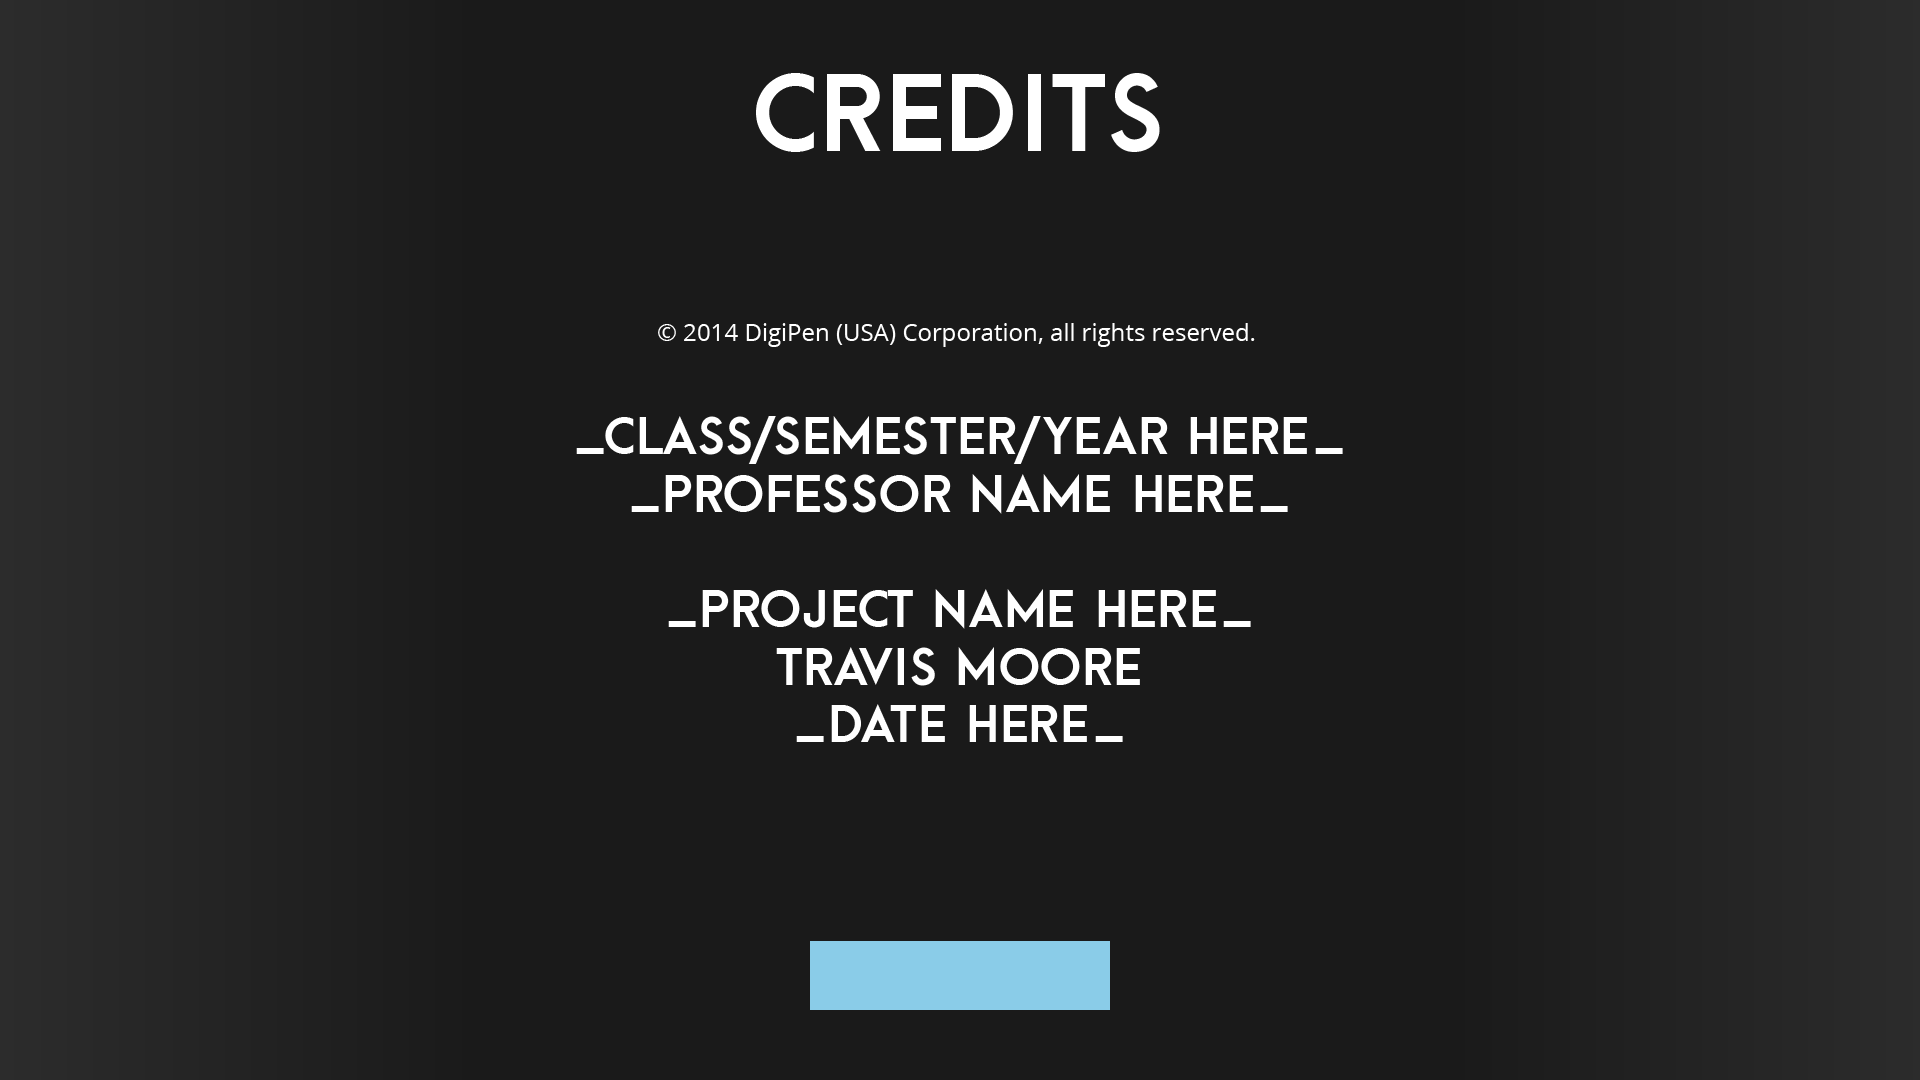 CREDITS
© 2014 DigiPen (USA) Corporation, all rights reserved.
_CLASS/SEMESTER/YEAR HERE_
_PROFESSOR NAME HERE_
_PROJECT NAME HERE_
TRAVIS MOORE
_DATE HERE_